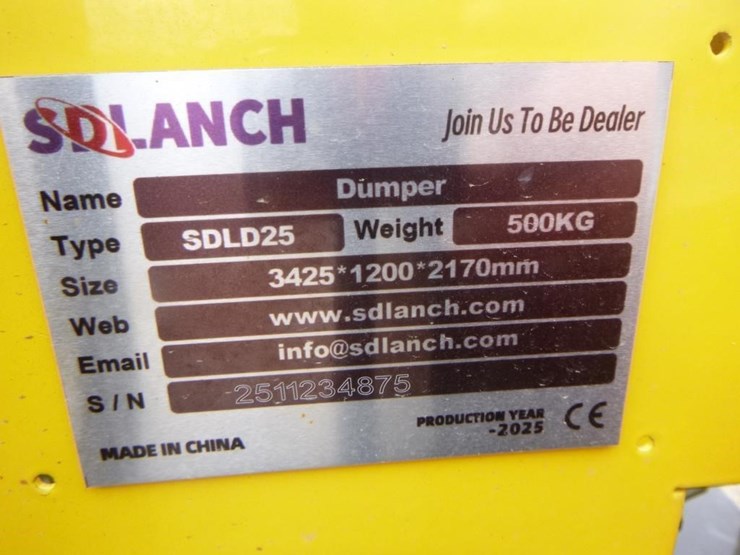 SDLANCH Join Us To Be Dealer
Name Dumper
Type SDLD25 Weight 500KG
Size 3425*1200*2170mm
Web www.sdlanch.com
Email info@sdlanch.com
S / N 2511234875
MADE IN CHINA PRODUCTION YEAR
-2025 CE